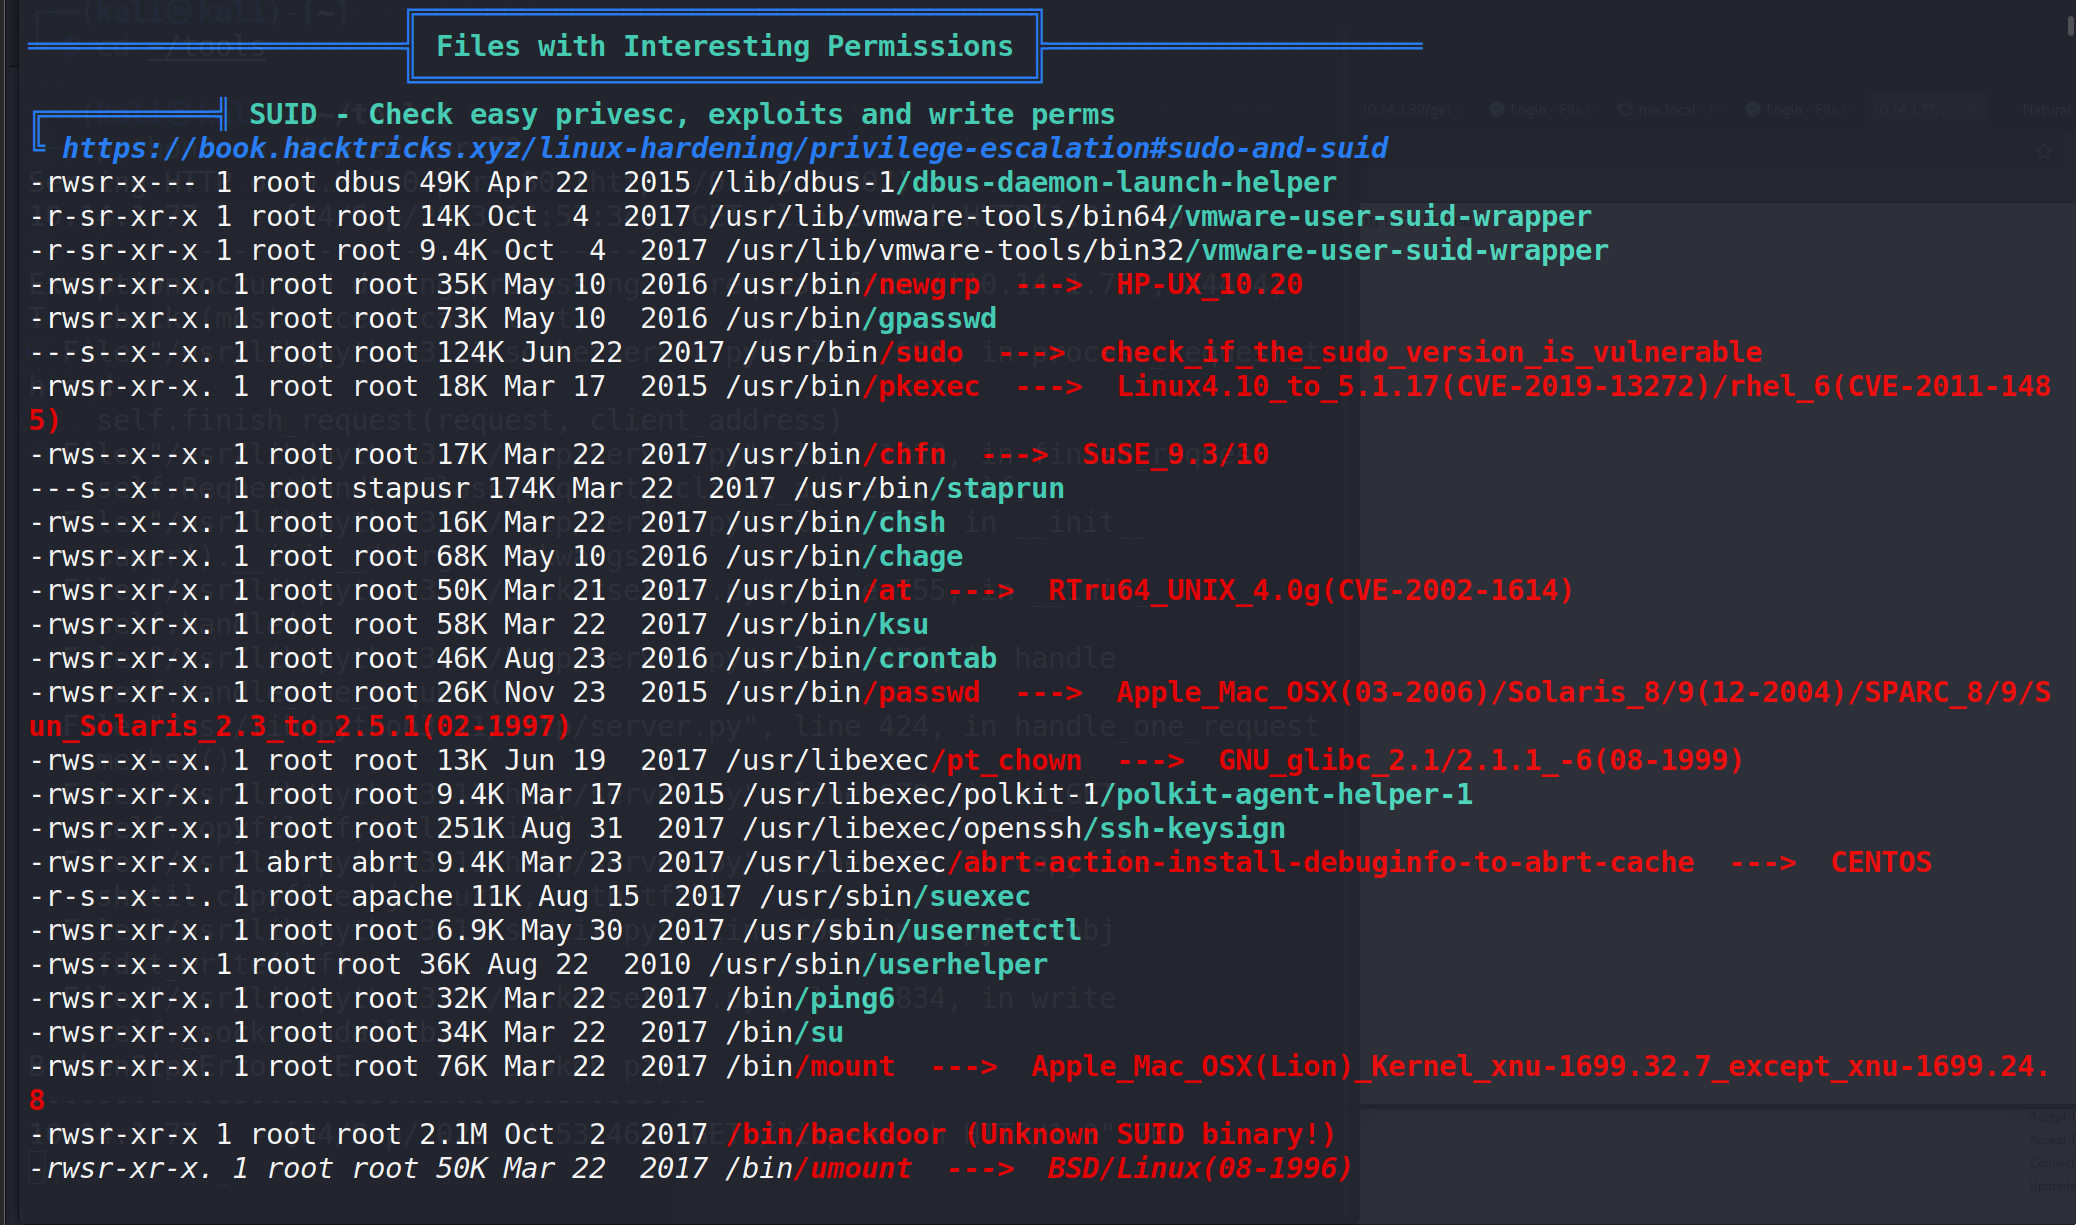 Files with Interesting Permissions
SUID - Check easy privesc, exploits and write perms
https://book.hacktricks.xyz/linux-hardening/privilege-escalation#sudo-and-suid
-rwsr-x--- 1 root dbus 49K Apr 22  2015 /lib/dbus-1/dbus-daemon-launch-helper
-r-sr-xr-x 1 root root 14K Oct  4  2017 /usr/lib/vmware-tools/bin64/vmware-user-suid-wrapper
-r-sr-xr-x 1 root root 9.4K Oct  4  2017 /usr/lib/vmware-tools/bin32/vmware-user-suid-wrapper
-rwsr-xr-x. 1 root root 35K May 10  2016 /usr/bin/newgrp  --->  HP-UX_10.20
-rwsr-xr-x. 1 root root 73K May 10  2016 /usr/bin/gpasswd
---s--x--x. 1 root root 124K Jun 22  2017 /usr/bin/sudo  --->  check_if_the_sudo_version_is_vulnerable
-rwsr-xr-x. 1 root root 18K Mar 17  2015 /usr/bin/pkexec  --->  Linux4.10_to_5.1.17(CVE-2019-13272)/rhel_6(CVE-2011-148
5)
-rws--x--x. 1 root root 17K Mar 22  2017 /usr/bin/chfn  --->  SuSE_9.3/10
---s--x---. 1 root stapusr 174K Mar 22  2017 /usr/bin/staprun
-rws--x--x. 1 root root 16K Mar 22  2017 /usr/bin/chsh
-rwsr-xr-x. 1 root root 68K May 10  2016 /usr/bin/chage
-rwsr-xr-x. 1 root root 50K Mar 21  2017 /usr/bin/at  --->  RTru64_UNIX_4.0g(CVE-2002-1614)
-rwsr-xr-x. 1 root root 58K Mar 22  2017 /usr/bin/ksu
-rwsr-xr-x. 1 root root 46K Aug 23  2016 /usr/bin/crontab
-rwsr-xr-x. 1 root root 26K Nov 23  2015 /usr/bin/passwd  --->  Apple_Mac_OSX(03-2006)/Solaris_8/9(12-2004)/SPARC_8/9/S
un_Solaris_2.3_to_2.5.1(02-1997)
-rws--x--x. 1 root root 13K Jun 19  2017 /usr/libexec/pt_chown  --->  GNU_glibc_2.1/2.1.1_-6(08-1999)
-rwsr-xr-x. 1 root root 9.4K Mar 17  2015 /usr/libexec/polkit-1/polkit-agent-helper-1
-rwsr-xr-x. 1 root root 251K Aug 31  2017 /usr/libexec/openssh/ssh-keysign
-rwsr-xr-x. 1 abrt abrt 9.4K Mar 23  2017 /usr/libexec/abrt-action-install-debuginfo-to-abrt-cache  --->  CENTOS
-r-s--x---. 1 root apache 11K Aug 15  2017 /usr/sbin/suexec
-rwsr-xr-x. 1 root root 6.9K May 30  2017 /usr/sbin/usernetctl
-rws--x--x 1 root root 36K Aug 22  2010 /usr/sbin/userhelper
-rwsr-xr-x. 1 root root 32K Mar 22  2017 /bin/ping6
-rwsr-xr-x. 1 root root 34K Mar 22  2017 /bin/su
-rwsr-xr-x. 1 root root 76K Mar 22  2017 /bin/mount  --->  Apple_Mac_OSX(Lion)_Kernel_xnu-1699.32.7_except_xnu-1699.24.
8
-rwsr-xr-x 1 root root 2.1M Oct  2  2017 /bin/backdoor (Unknown SUID binary!)
-rwsr-xr-x. 1 root root 50K Mar 22  2017 /bin/umount  --->  BSD/Linux(08-1996)